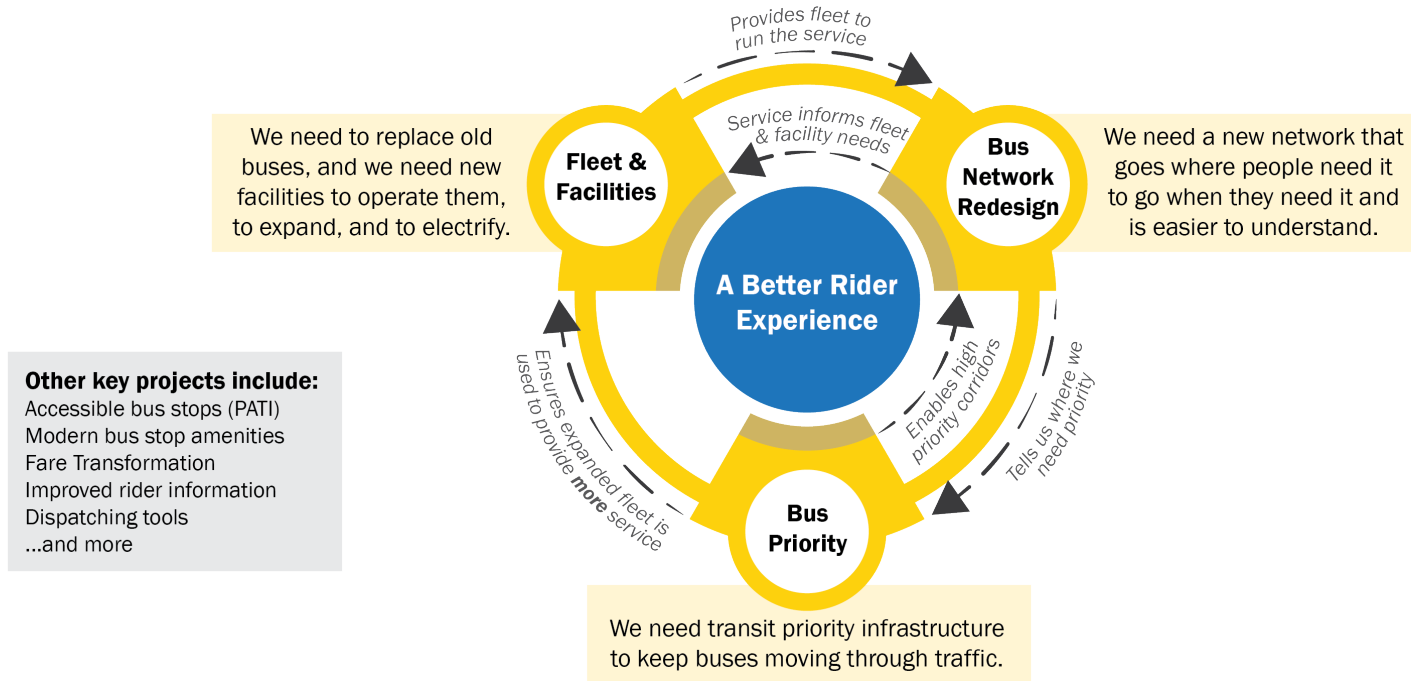 Provides fleet to
run the service
Service informs fleet
& facility needs
We need to replace old
buses, and we need new
facilities to operate them,
to expand, and to electrify.
Fleet &
Facilities
Bus
Network
Redesign
We need a new network that
goes where people need it
to go when they need it and
is easier to understand.
A Better Rider
Experience
Other key projects include:
Accessible bus stops (PATI)
Modern bus stop amenities
Fare Transformation
Improved rider information
Dispatching tools
...and more
Ensures expanded fleet is
used to provide more service
Enables high
priority corridors
Tells us where we
need priority
Bus
Priority
We need transit priority infrastructure
to keep buses moving through traffic.